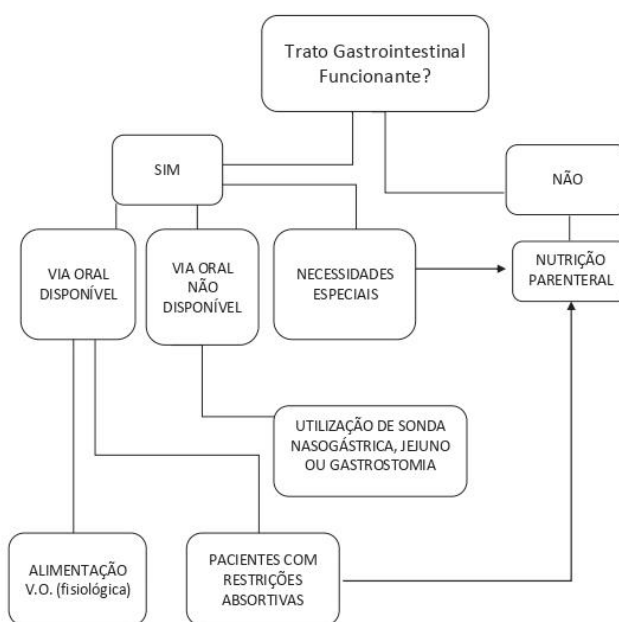 Trato Gastrointestinal
Funcionante?
SIM
NÃO
VIA ORAL
DISPONÍVEL
VIA ORAL
NÃO
DISPONÍVEL
NECESSIDADES
ESPECIAIS
NUTRIÇÃO
PARENTERAL
UTILIZAÇÃO DE SONDA
NASOGÁSTRICA, JEJUNO
OU GASTROSTOMIA
ALIMENTAÇÃO
V.O. (fisiológica)
PACIENTES COM
RESTRIÇÕES
ABSORTIVAS